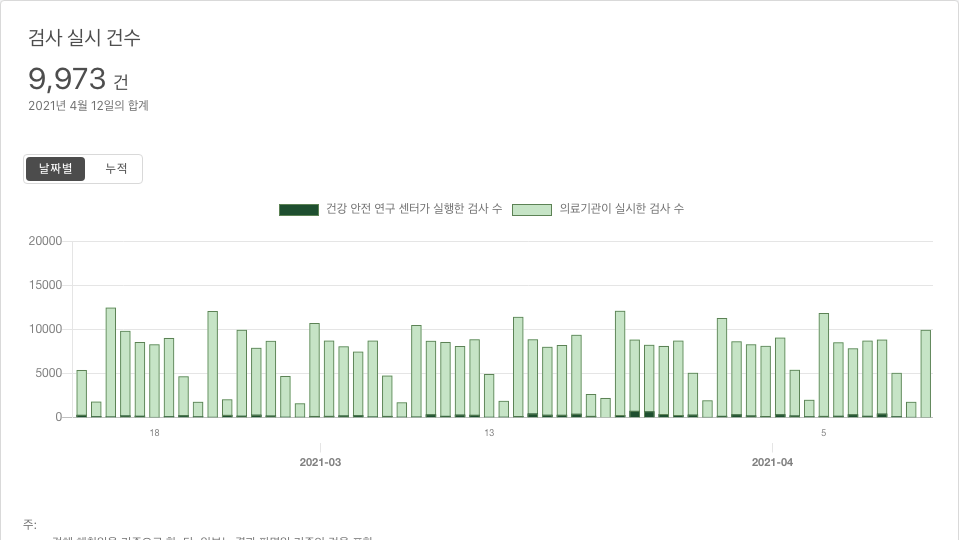 검사 실시 건수
9,973 건
2021년 4월 12일의 합계
날짜별 누적
건강 안전 연구 센터가 실행한 검사 수 의료기관이 실시한 검사 수
20000
15000
10000
5000
0
18 13 5
2021-03 2021-04
주: